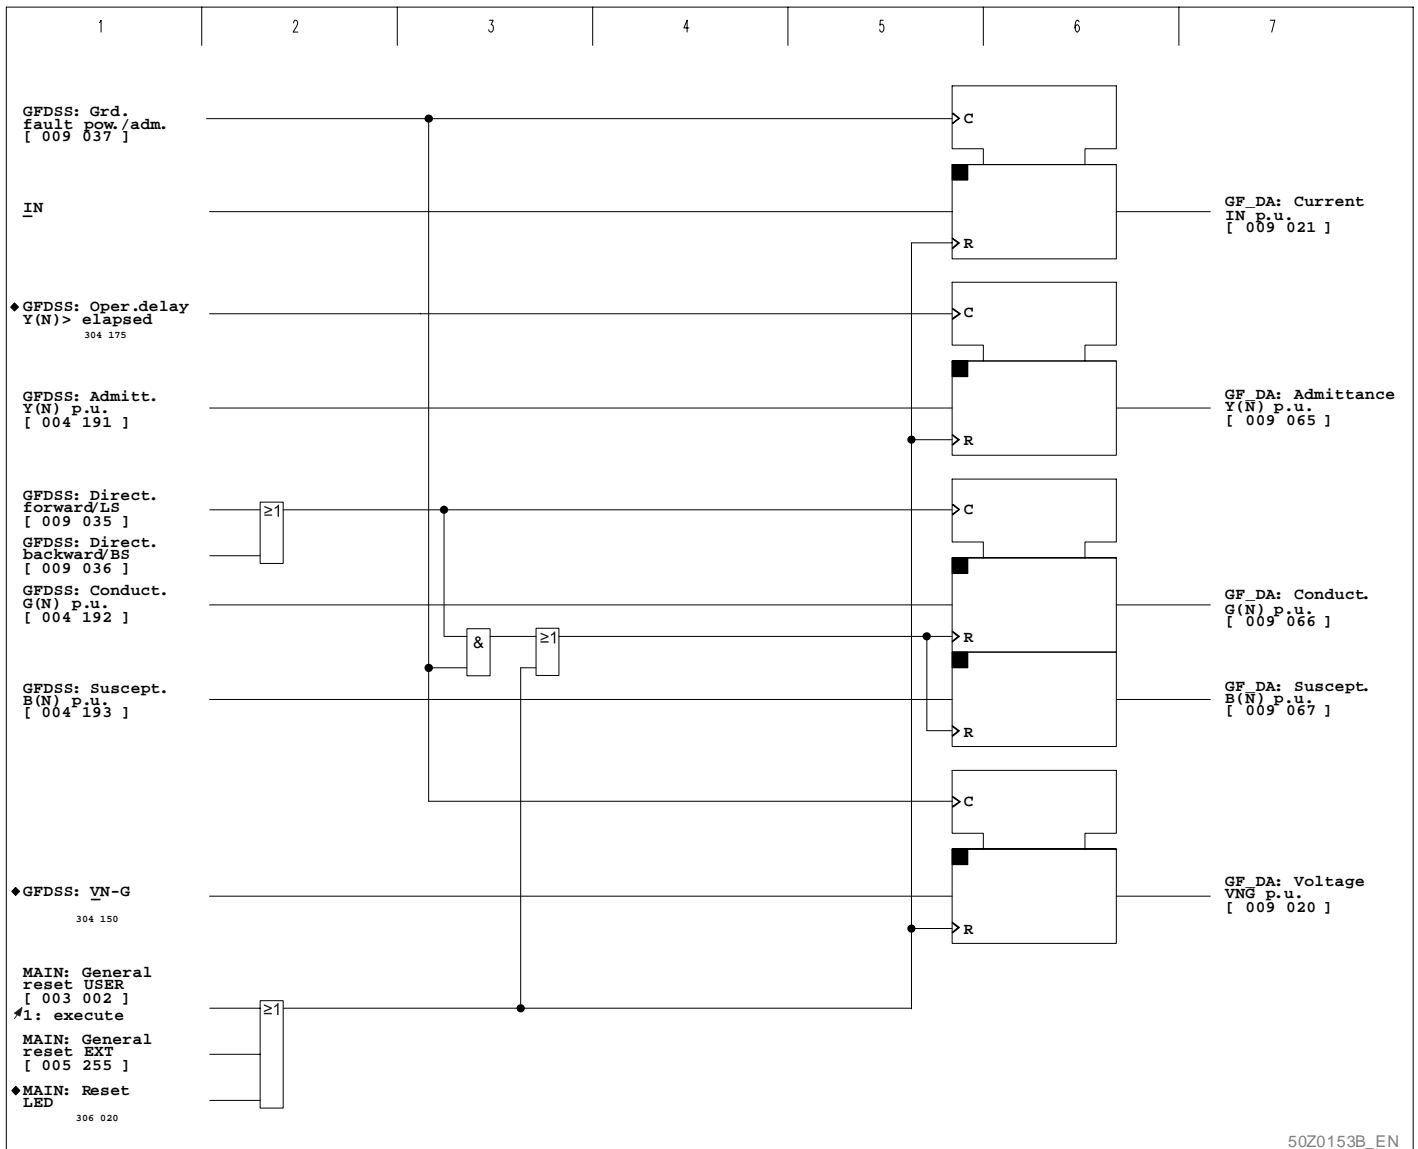 1 2 3 4 5 6 7
GFDSS: Grd.
fault pow./adm.
[ 009 037 ]
C
IN
R
GF_DA: Current
IN p.u.
[ 009 021 ]
◆GFDSS: Oper.delay
Y(N)> elapsed
304 175
C
GFDSS: Admitt.
Y(N) p.u.
[ 004 191 ]
R
GF_DA: Admittance
Y(N) p.u.
[ 009 065 ]
GFDSS: Direct.
forward/LS
[ 009 035 ]
≥1
C
GFDSS: Direct.
backward/BS
[ 009 036 ]
GFDSS: Conduct.
G(N) p.u.
[ 004 192 ]
&
≥1
R
GF_DA: Conduct.
G(N) p.u.
[ 009 066 ]
GFDSS: Suscept.
B(N) p.u.
[ 004 193 ]
R
GF_DA: Suscept.
B(N) p.u.
[ 009 067 ]
C
◆GFDSS: VN-G
304 150
R
GF_DA: Voltage
VNG p.u.
[ 009 020 ]
MAIN: General
reset USER
[ 003 002 ]
1: execute
≥1
MAIN: General
reset EXT
[ 005 255 ]
◆MAIN: Reset
LED
306 020
50Z0153B_EN